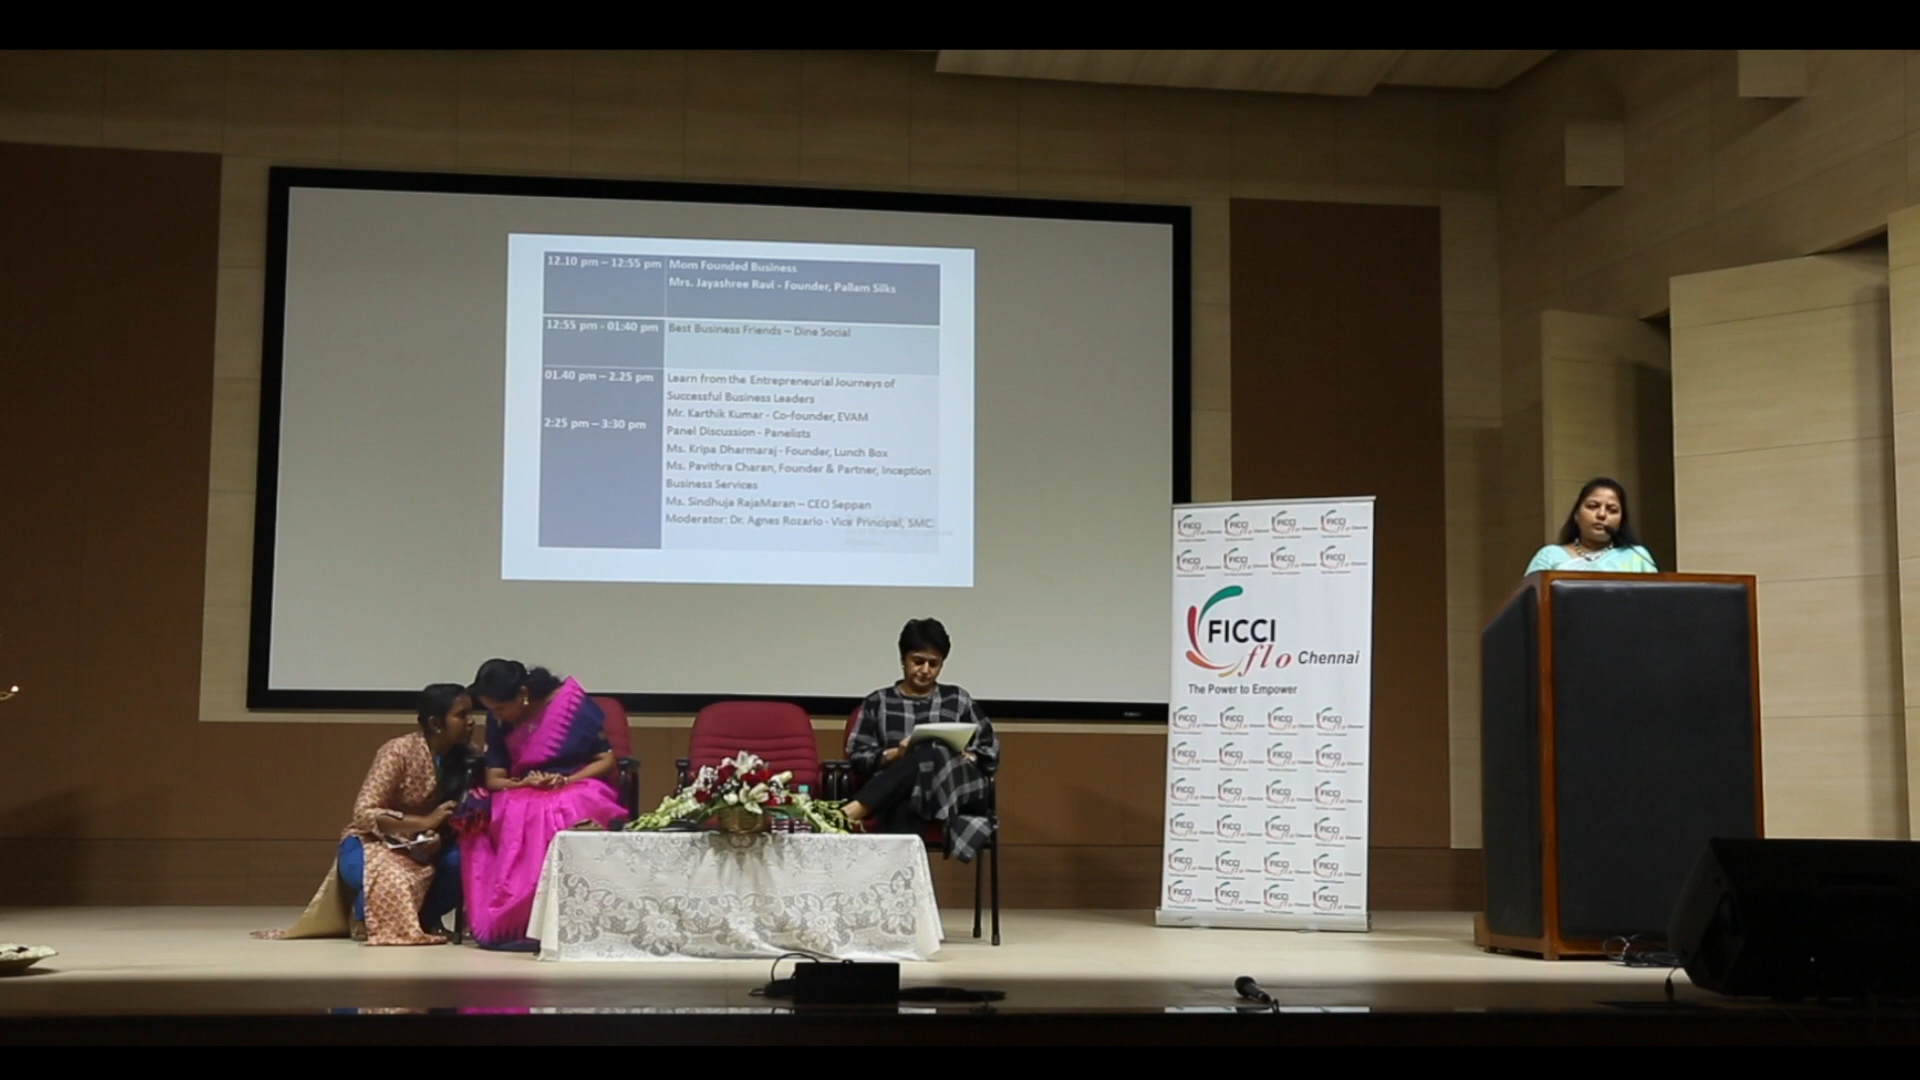 12.10 pm – 12:55 pm
Mom Founded Business
Mrs. Jayashree Ravi - Founder, Pallam Silks
12:55 pm - 01:40 pm
Best Business Friends – Dine Social
01.40 pm – 2.25 pm
Learn from the Entrepreneurial Journeys of
Successful Business Leaders
Mr. Karthik Kumar - Co-founder, EVAM
2:25 pm – 3:30 pm
Panel Discussion - Panelists
Ms. Kripa Dharmaraj - Founder, Lunch Box
Ms. Pavithra Charan, Founder & Partner, Inception
Business Services
Ms. Sindhuja RajaMaran – CEO Seppan
Moderator: Dr. Agnes Rozario - Vice Principal, SMC.
FICCI
flo Chennai
The Power to Empower